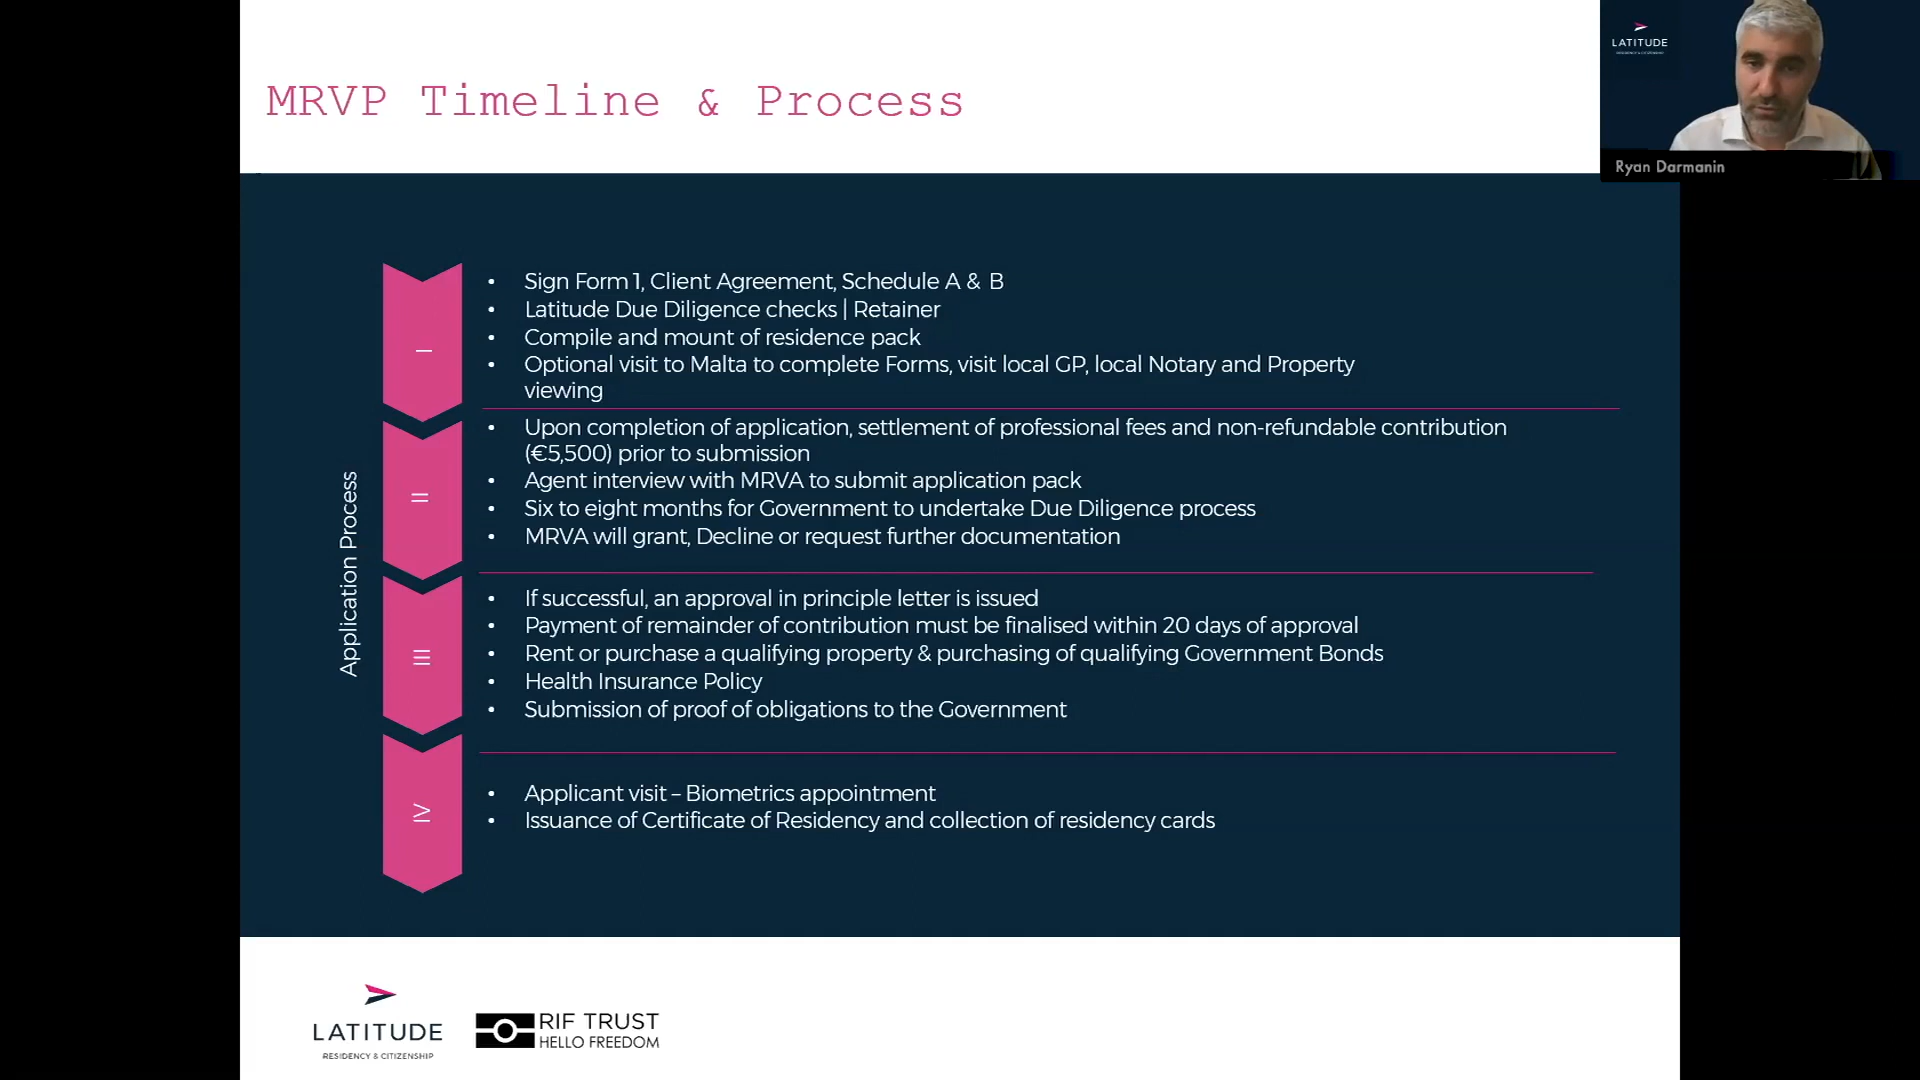 MRVP Timeline & Process
LATITUDE
Ryan Darmanin
Application Process
I
• Sign Form 1, Client Agreement, Schedule A & B
• Latitude Due Diligence checks | Retainer
• Compile and mount of residence pack
• Optional visit to Malta to complete Forms, visit local GP, local Notary and Property
viewing
II
• Upon completion of application, settlement of professional fees and non-refundable contribution
(€5,500) prior to submission
• Agent interview with MRVA to submit application pack
• Six to eight months for Government to undertake Due Diligence process
• MRVA will grant, Decline or request further documentation
III
• If successful, an approval in principle letter is issued
• Payment of remainder of contribution must be finalised within 20 days of approval
• Rent or purchase a qualifying property & purchasing of qualifying Government Bonds
• Health Insurance Policy
• Submission of proof of obligations to the Government
IV
• Applicant visit – Biometrics appointment
• Issuance of Certificate of Residency and collection of residency cards
LATITUDE
RESIDENCY & CITIZENSHIP
RIF TRUST
HELLO FREEDOM